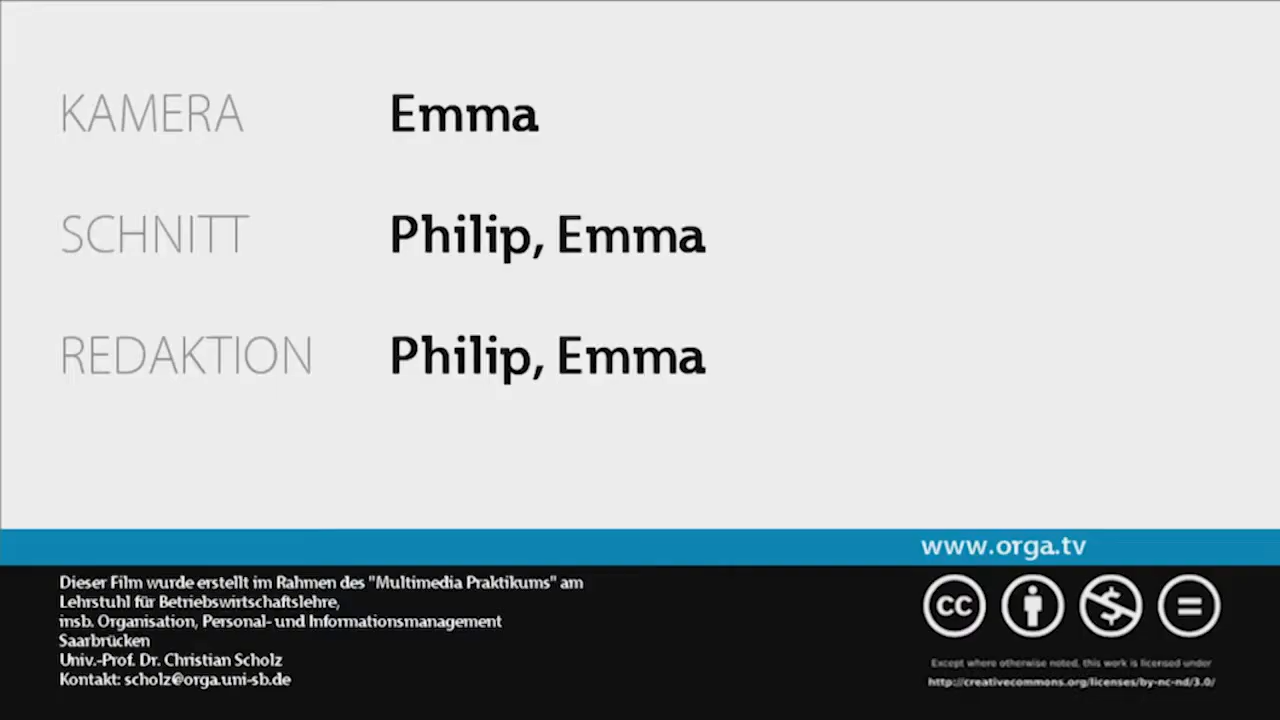 KAMERA Emma
SCHNITT Philip, Emma
REDAKTION Philip, Emma
www.orga.tv
Dieser Film wurde erstellt im Rahmen des "Multimedia Praktikums" am
Lehrstuhl für Betriebswirtschaftslehre,
insb. Organisation, Personal- und Informationsmanagement
Saarbrücken
Univ.-Prof. Dr. Christian Scholz
Kontakt: scholz@orga.uni-sb.de
cc
Except where otherwise noted, this work is licensed under
http://creativecommons.org/licenses/by-nc-nd/3.0/